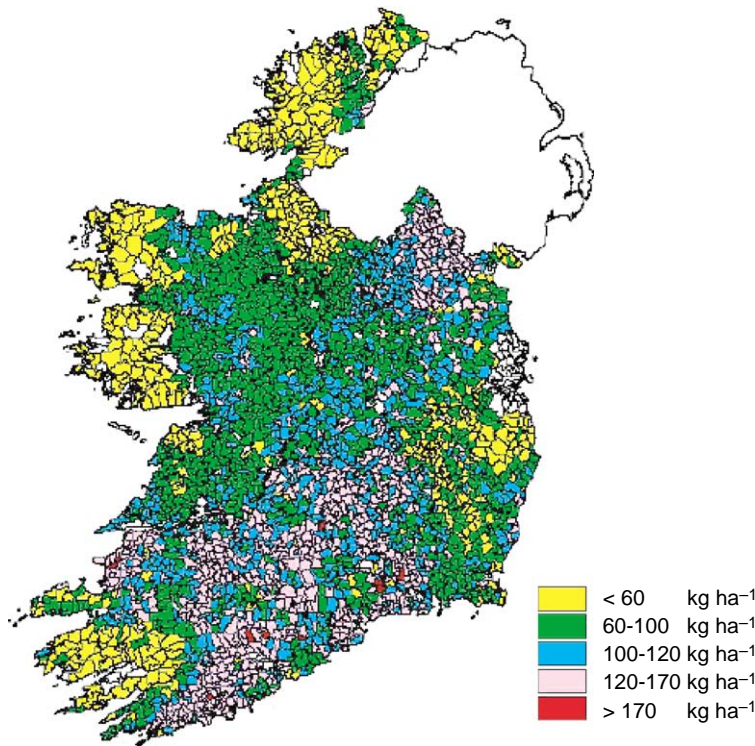 < 60 kg ha⁻¹
60-100 kg ha⁻¹
100-120 kg ha⁻¹
120-170 kg ha⁻¹
> 170 kg ha⁻¹